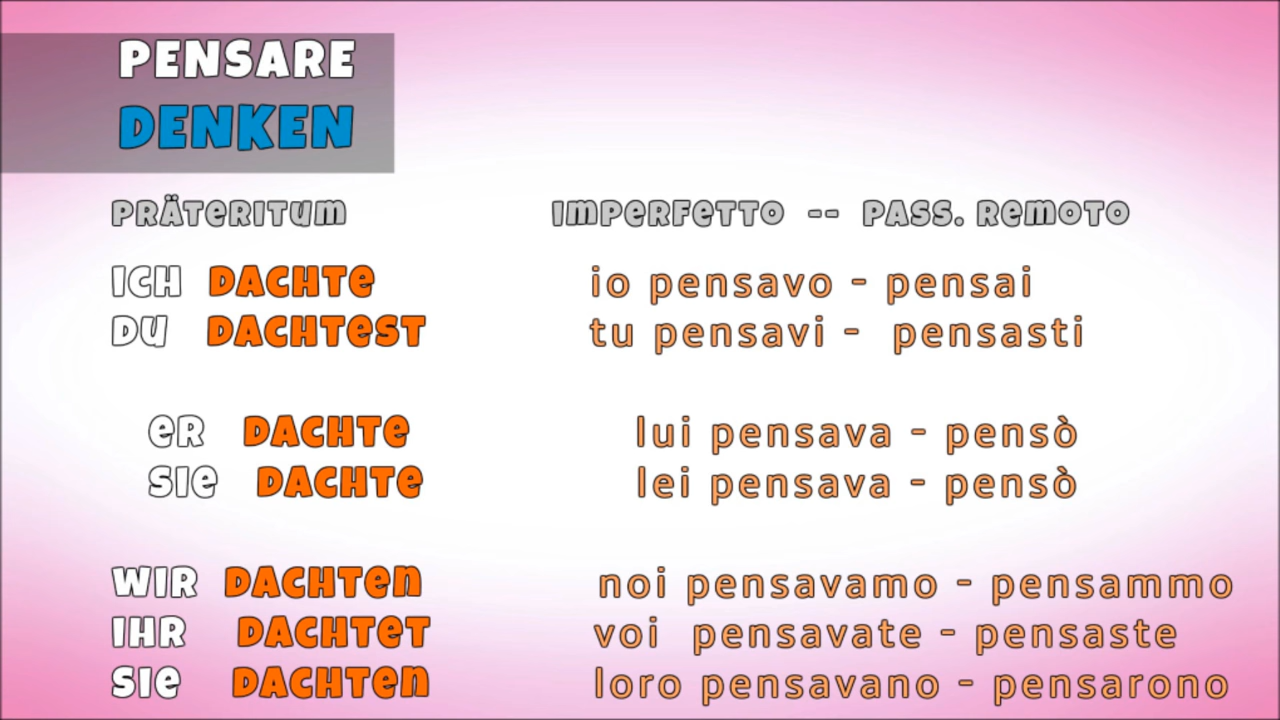 PENSARE
DENKEN
PRÄTERITUM IMPERFETTO -- PASS. REMOTO
ICH DACHTE io pensavo - pensai
DU DACHTEST tu pensavi - pensasti
ER DACHTE lui pensava - pensò
SIE DACHTE lei pensava - pensò
WIR DACHTEN noi pensavamo - pensammo
IHR DACHTET voi pensavate - pensaste
SIE DACHTEN loro pensavano - pensarono